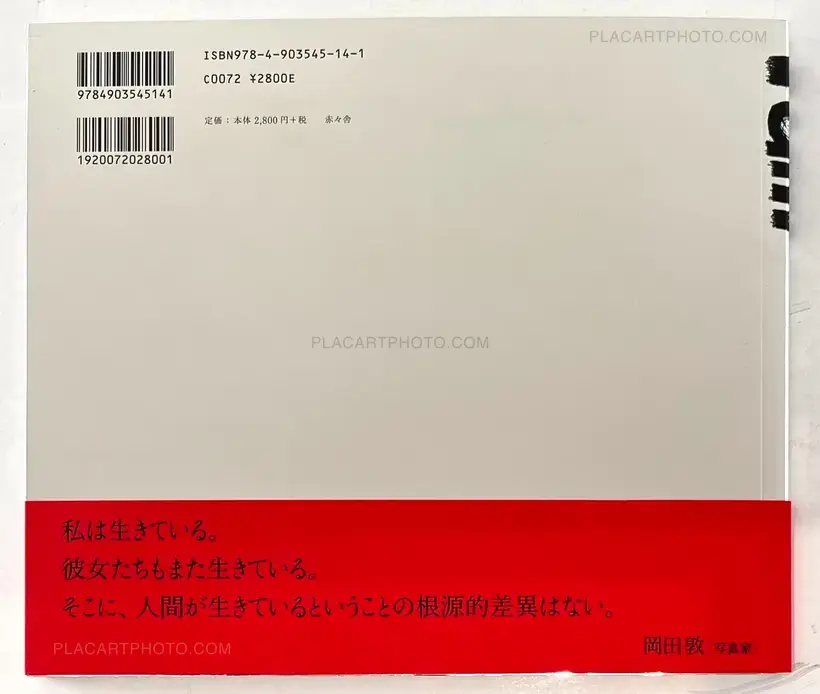 PLACARTPHOTO.COM
ISBN978-4-903545-14-1
C0072 ¥2800E
9784903545141
定価：本体 2,800 円＋税 赤々舎
1920072028001
PLACARTPHOTO.COM
私は生きている。
彼女たちもまた生きている。
そこに、人間が生きているということの根源的差異はない。
岡田敦（写真家）
PLACARTPHOTO.COM